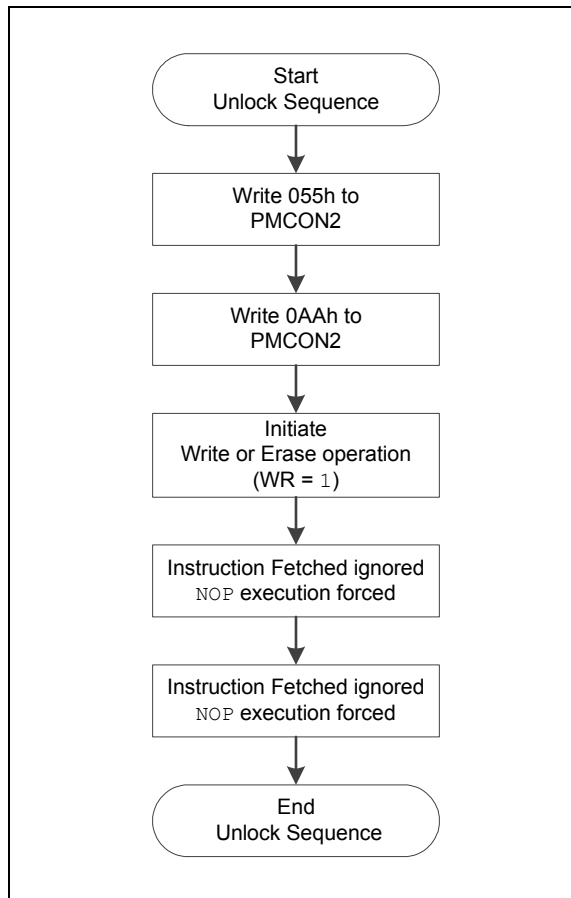 Start
Unlock Sequence
Write 055h to
PMCON2
Write 0AAh to
PMCON2
Initiate
Write or Erase operation
(WR = 1)
Instruction Fetched ignored
NOP execution forced
Instruction Fetched ignored
NOP execution forced
End
Unlock Sequence